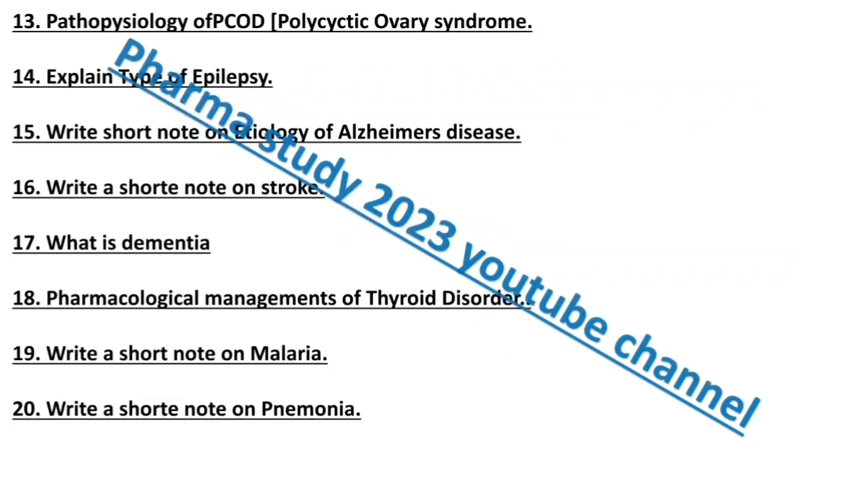 13. Pathopysiology ofPCOD [Polycyctic Ovary syndrome.
14. Explain Type of Epilepsy.
15. Write short note on Etiology of Alzheimers disease.
16. Write a shorte note on stroke.
17. What is dementia
18. Pharmacological managements of Thyroid Disorder..
19. Write a short note on Malaria.
20. Write a shorte note on Pnemonia.
Pharma study 2023 youtube channel